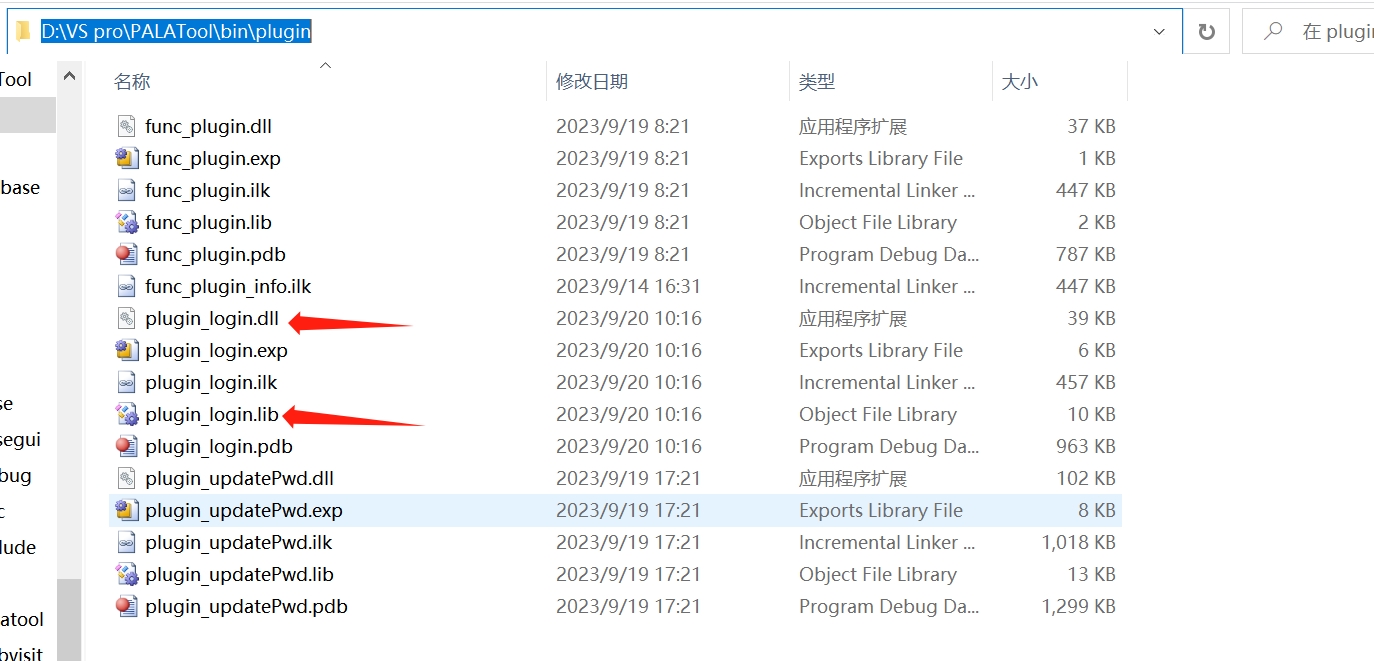 D:\VS pro\PALATool\bin\plugin
在 plugin
Tool
名称 修改日期 类型 大小
func_plugin.dll 2023/9/19 8:21 应用程序扩展 37 KB
func_plugin.exp 2023/9/19 8:21 Exports Library File 1 KB
base func_plugin.ilk 2023/9/19 8:21 Incremental Linker ... 447 KB
func_plugin.lib 2023/9/19 8:21 Object File Library 2 KB
func_plugin.pdb 2023/9/19 8:21 Program Debug Da... 787 KB
func_plugin_info.ilk 2023/9/14 16:31 Incremental Linker ... 447 KB
plugin_login.dll 2023/9/20 10:16 应用程序扩展 39 KB
plugin_login.exp 2023/9/20 10:16 Exports Library File 6 KB
plugin_login.ilk 2023/9/20 10:16 Incremental Linker ... 457 KB
se plugin_login.lib 2023/9/20 10:16 Object File Library 10 KB
segui plugin_login.pdb 2023/9/20 10:16 Program Debug Da... 963 KB
bug plugin_updatePwd.dll 2023/9/19 17:21 应用程序扩展 102 KB
c plugin_updatePwd.exp 2023/9/19 17:21 Exports Library File 8 KB
lude plugin_updatePwd.ilk 2023/9/19 17:21 Incremental Linker ... 1,018 KB
plugin_updatePwd.lib 2023/9/19 17:21 Object File Library 13 KB
atool plugin_updatePwd.pdb 2023/9/19 17:21 Program Debug Da... 1,299 KB
bvisit